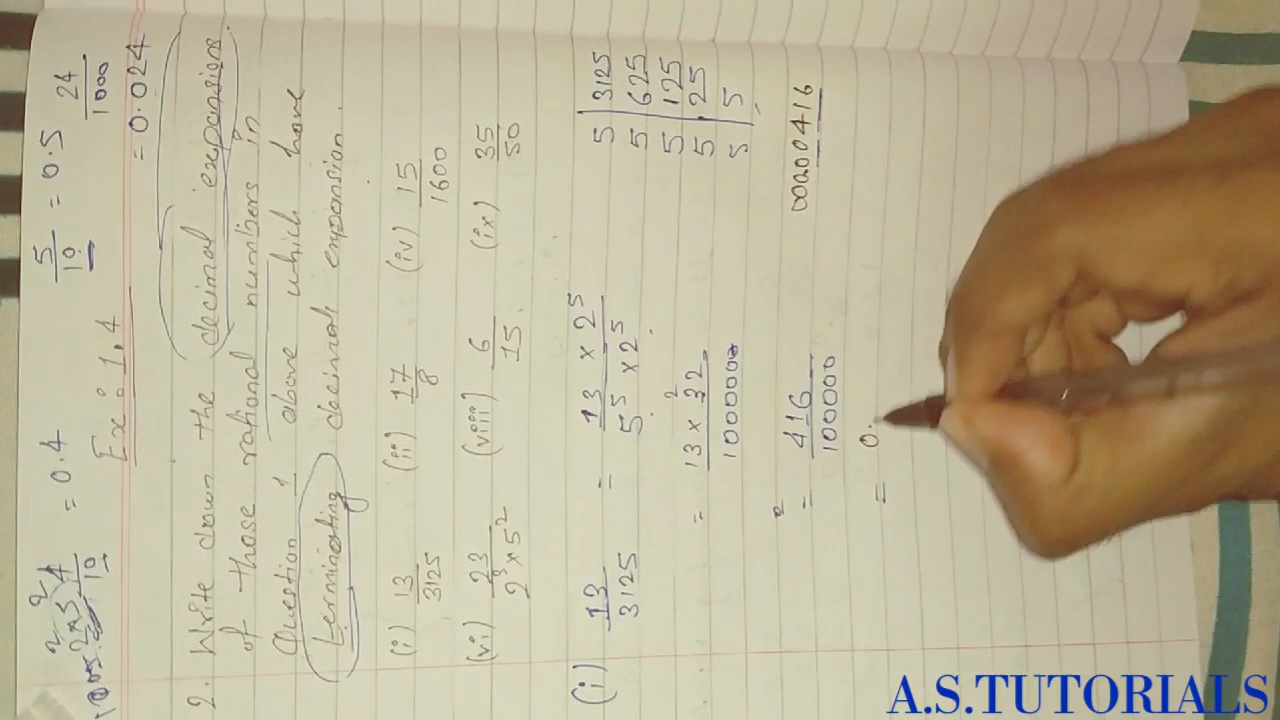 = 0.4
5/10 = 0.5
24/1000
= 0.024
Ex : 1.4
2. Write down the decimal expansions
of those rational numbers in
Question 1 above which have
terminating decimal expansion.
(i) 13/3125 (ii) 17/8 (iv) 15/1600
(vi) 23/2³×5² (viii) 6/15 (ix) 35/50
(i) 13/3125 = 13 × 2⁵/5⁵ × 2⁵
5 | 3125
5 | 625
5 | 125
5 | 25
5 | 5
= 13 × 32/100000
= 416/100000
0000416
= 0.
A.S.TUTORIALS